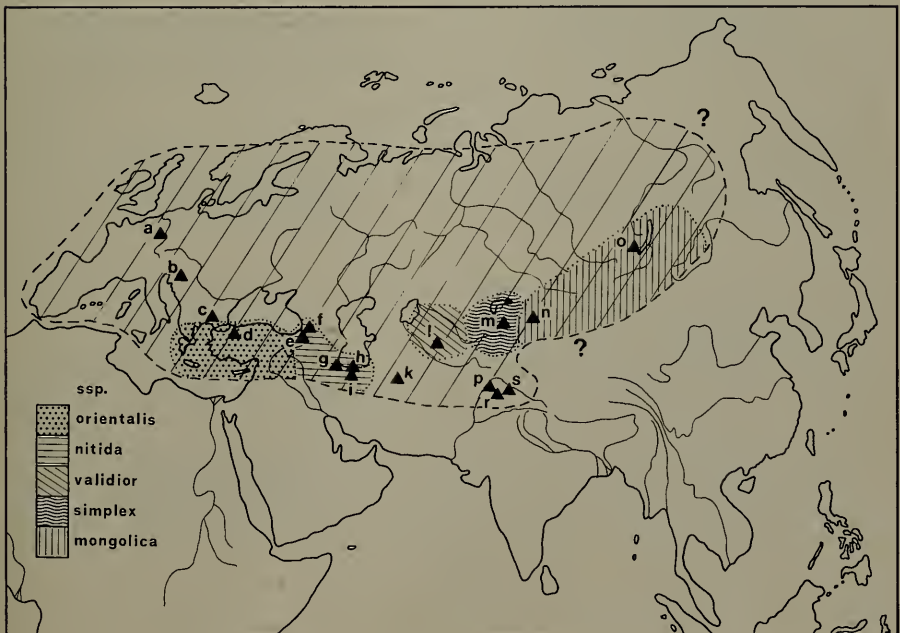 ?
a
b
c
d
e
f
g
h
i
k
l
m
n
o
p
r
s
?
ssp.
orientalis
nitida
validior
simplex
mongolica